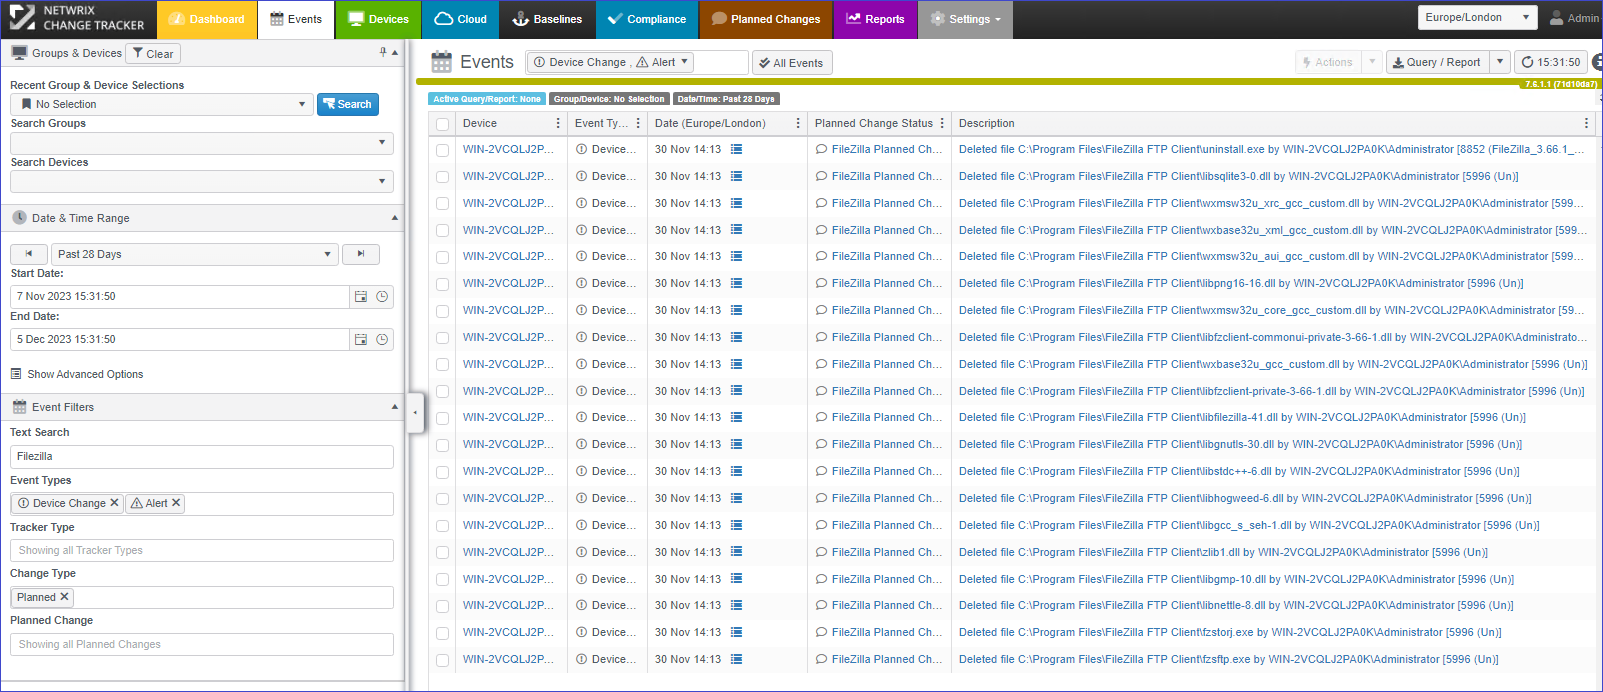 NETWRIX
CHANGE TRACKER
Dashboard
Events
Devices
Cloud
Baselines
Compliance
Planned Changes
Reports
Settings
Europe/London
Admin
Groups & Devices
Clear
Recent Group & Device Selections
No Selection
Search
Search Groups
Search Devices
Date & Time Range
Past 28 Days
Start Date:
7 Nov 2023 15:31:50
End Date:
5 Dec 2023 15:31:50
Show Advanced Options
Event Filters
Text Search
Filezilla
Event Types
Device Change
Alert
Tracker Type
Showing all Tracker Types
Change Type
Planned
Planned Change
Showing all Planned Changes
Events
Device Change , Alert
All Events
Actions
Query / Report
15:31:50
7.6.1.1 (71d10da7)
Active Query/Report: None
Group/Device: No Selection
Date/Time: Past 28 Days
Device Event Ty... Date (Europe/London) Planned Change Status Description
WIN-2VCQLJ2P... Device... 30 Nov 14:13 FileZilla Planned Ch... Deleted file C:\Program Files\FileZilla FTP Client\uninstall.exe by WIN-2VCQLJ2PA0K\Administrator [8852 (FileZilla_3.66.1_...
WIN-2VCQLJ2P... Device... 30 Nov 14:13 FileZilla Planned Ch... Deleted file C:\Program Files\FileZilla FTP Client\libsqlite3-0.dll by WIN-2VCQLJ2PA0K\Administrator [5996 (Un)]
WIN-2VCQLJ2P... Device... 30 Nov 14:13 FileZilla Planned Ch... Deleted file C:\Program Files\FileZilla FTP Client\wxmsw32u_xrc_gcc_custom.dll by WIN-2VCQLJ2PA0K\Administrator [599...
WIN-2VCQLJ2P... Device... 30 Nov 14:13 FileZilla Planned Ch... Deleted file C:\Program Files\FileZilla FTP Client\wxbase32u_xml_gcc_custom.dll by WIN-2VCQLJ2PA0K\Administrator [599...
WIN-2VCQLJ2P... Device... 30 Nov 14:13 FileZilla Planned Ch... Deleted file C:\Program Files\FileZilla FTP Client\wxmsw32u_aui_gcc_custom.dll by WIN-2VCQLJ2PA0K\Administrator [599...
WIN-2VCQLJ2P... Device... 30 Nov 14:13 FileZilla Planned Ch... Deleted file C:\Program Files\FileZilla FTP Client\libpng16-16.dll by WIN-2VCQLJ2PA0K\Administrator [5996 (Un)]
WIN-2VCQLJ2P... Device... 30 Nov 14:13 FileZilla Planned Ch... Deleted file C:\Program Files\FileZilla FTP Client\wxmsw32u_core_gcc_custom.dll by WIN-2VCQLJ2PA0K\Administrator [59...
WIN-2VCQLJ2P... Device... 30 Nov 14:13 FileZilla Planned Ch... Deleted file C:\Program Files\FileZilla FTP Client\libfzclient-commonui-private-3-66-1.dll by WIN-2VCQLJ2PA0K\Administrato...
WIN-2VCQLJ2P... Device... 30 Nov 14:13 FileZilla Planned Ch... Deleted file C:\Program Files\FileZilla FTP Client\wxbase32u_gcc_custom.dll by WIN-2VCQLJ2PA0K\Administrator [5996 (Un)]
WIN-2VCQLJ2P... Device... 30 Nov 14:13 FileZilla Planned Ch... Deleted file C:\Program Files\FileZilla FTP Client\libfzclient-private-3-66-1.dll by WIN-2VCQLJ2PA0K\Administrator [5996 (Un)]
WIN-2VCQLJ2P... Device... 30 Nov 14:13 FileZilla Planned Ch... Deleted file C:\Program Files\FileZilla FTP Client\libfilezilla-41.dll by WIN-2VCQLJ2PA0K\Administrator [5996 (Un)]
WIN-2VCQLJ2P... Device... 30 Nov 14:13 FileZilla Planned Ch... Deleted file C:\Program Files\FileZilla FTP Client\libgnutls-30.dll by WIN-2VCQLJ2PA0K\Administrator [5996 (Un)]
WIN-2VCQLJ2P... Device... 30 Nov 14:13 FileZilla Planned Ch... Deleted file C:\Program Files\FileZilla FTP Client\libstdc++-6.dll by WIN-2VCQLJ2PA0K\Administrator [5996 (Un)]
WIN-2VCQLJ2P... Device... 30 Nov 14:13 FileZilla Planned Ch... Deleted file C:\Program Files\FileZilla FTP Client\libhogweed-6.dll by WIN-2VCQLJ2PA0K\Administrator [5996 (Un)]
WIN-2VCQLJ2P... Device... 30 Nov 14:13 FileZilla Planned Ch... Deleted file C:\Program Files\FileZilla FTP Client\libgcc_s_seh-1.dll by WIN-2VCQLJ2PA0K\Administrator [5996 (Un)]
WIN-2VCQLJ2P... Device... 30 Nov 14:13 FileZilla Planned Ch... Deleted file C:\Program Files\FileZilla FTP Client\zlib1.dll by WIN-2VCQLJ2PA0K\Administrator [5996 (Un)]
WIN-2VCQLJ2P... Device... 30 Nov 14:13 FileZilla Planned Ch... Deleted file C:\Program Files\FileZilla FTP Client\libgmp-10.dll by WIN-2VCQLJ2PA0K\Administrator [5996 (Un)]
WIN-2VCQLJ2P... Device... 30 Nov 14:13 FileZilla Planned Ch... Deleted file C:\Program Files\FileZilla FTP Client\libnettle-8.dll by WIN-2VCQLJ2PA0K\Administrator [5996 (Un)]
WIN-2VCQLJ2P... Device... 30 Nov 14:13 FileZilla Planned Ch... Deleted file C:\Program Files\FileZilla FTP Client\fzstorj.exe by WIN-2VCQLJ2PA0K\Administrator [5996 (Un)]
WIN-2VCQLJ2P... Device... 30 Nov 14:13 FileZilla Planned Ch... Deleted file C:\Program Files\FileZilla FTP Client\fzsftp.exe by WIN-2VCQLJ2PA0K\Administrator [5996 (Un)]